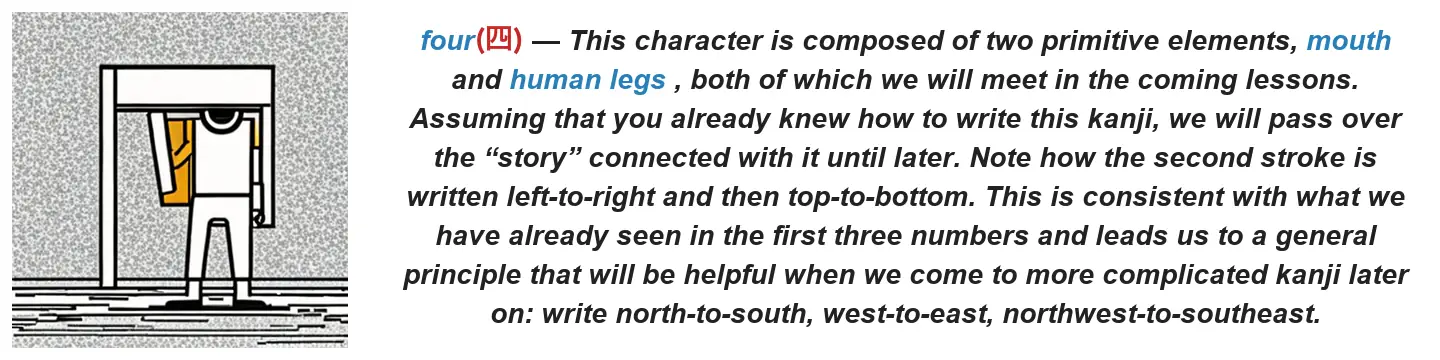 four(四) — This character is composed of two primitive elements, mouth
and human legs , both of which we will meet in the coming lessons.
Assuming that you already knew how to write this kanji, we will pass over
the “story” connected with it until later. Note how the second stroke is
written left-to-right and then top-to-bottom. This is consistent with what we
have already seen in the first three numbers and leads us to a general
principle that will be helpful when we come to more complicated kanji later
on: write north-to-south, west-to-east, northwest-to-southeast.